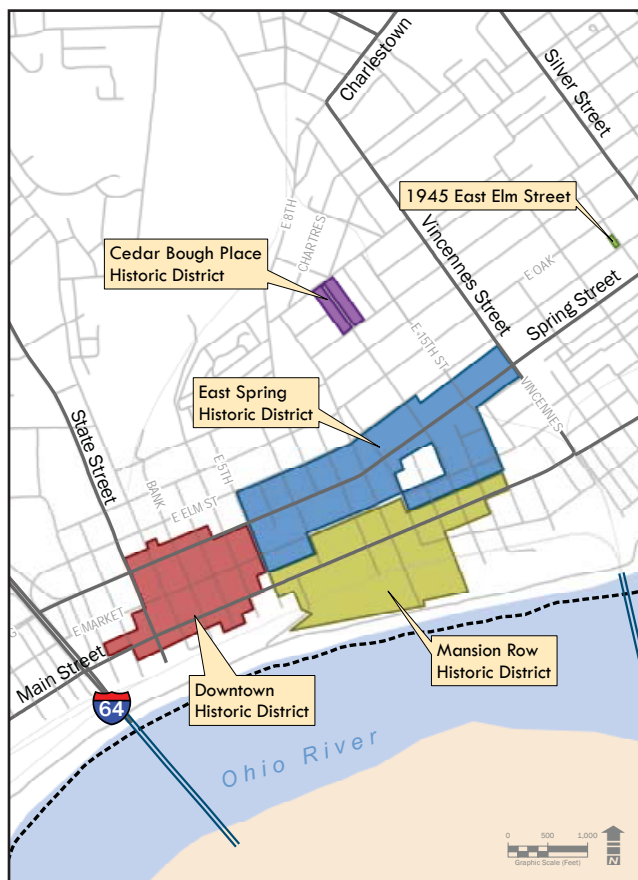 Charlestown
Silver Street
1945 East Elm Street
E 8TH
CHARTRES
Cedar Bough Place
Historic District
Vincennes Street
E OAK
Spring Street
E 15TH ST
East Spring
Historic District
VINCENNES
State Street
E 5TH
BANK
E ELM ST
E MARKET
Main Street
Mansion Row
Historic District
Downtown
Historic District
64
Ohio River
0 500 1,000
Graphic Scale (Feet)
N